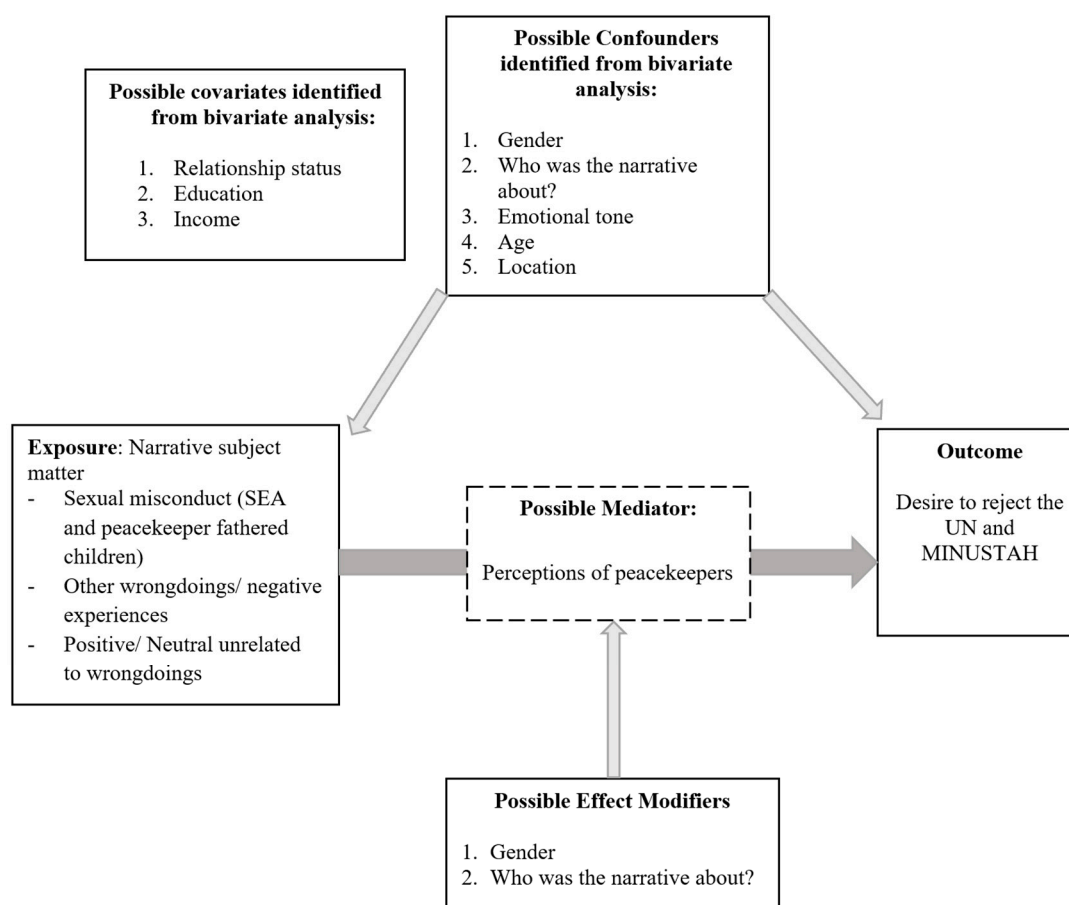 Possible covariates identified
from bivariate analysis:
1. Relationship status
2. Education
3. Income
Possible Confounders
identified from bivariate
analysis:
1. Gender
2. Who was the narrative
about?
3. Emotional tone
4. Age
5. Location
Exposure: Narrative subject
matter
- Sexual misconduct (SEA
and peacekeeper fathered
children)
- Other wrongdoings/ negative
experiences
- Positive/ Neutral unrelated
to wrongdoings
Possible Mediator:
Perceptions of peacekeepers
Outcome
Desire to reject the
UN and
MINUSTAH
Possible Effect Modifiers
1. Gender
2. Who was the narrative about?